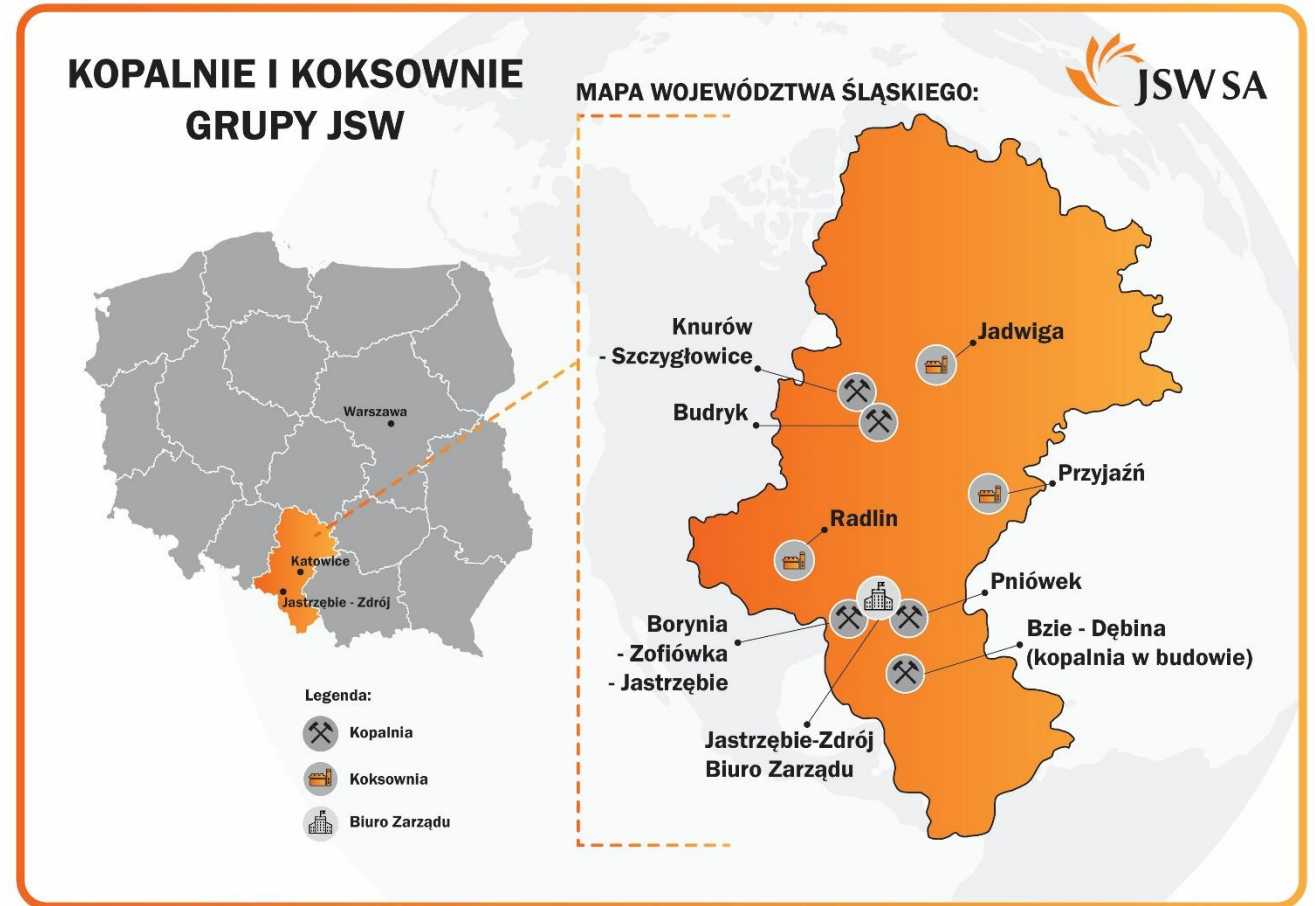 KOPALNIE I KOKSOWNIE
GRUPY JSW
MAPA WOJEWÓDZTWA ŚLĄSKIEGO:
JSW SA
Warszawa
Katowice
Jastrzębie - Zdrój
Legenda:
Kopalnia
Koksownia
Biuro Zarządu
Knurów
- Szczygłowice
Jadwiga
Budryk
Przyjaźń
Radlin
Pniówek
Borynia
- Zofiówka
- Jastrzębie
Bzie - Dębina
(kopalnia w budowie)
Jastrzębie-Zdrój
Biuro Zarządu